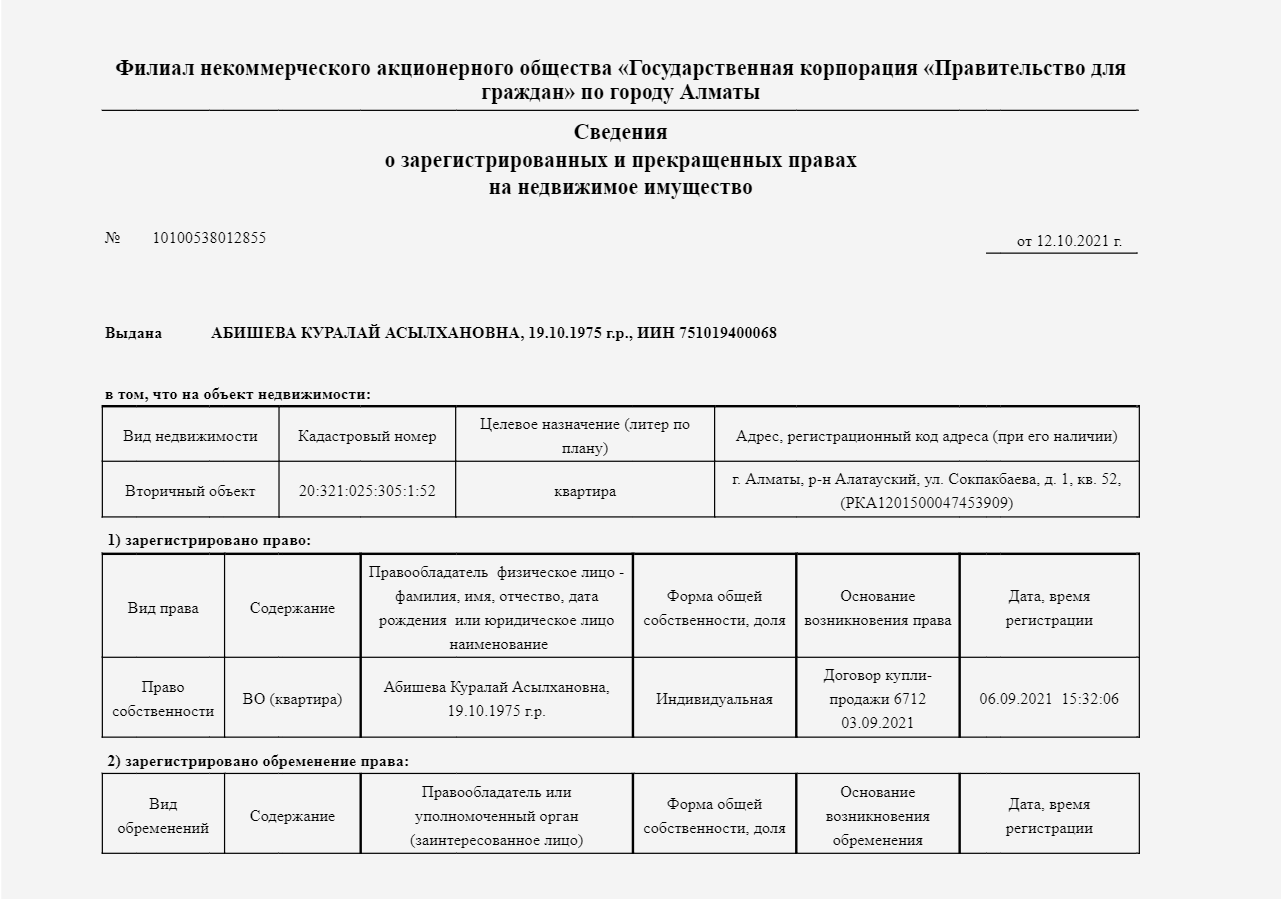 Филиал некоммерческого акционерного общества «Государственная корпорация «Правительство для
граждан» по городу Алматы
Сведения
о зарегистрированных и прекращенных правах
на недвижимое имущество
№ 10100538012855
от 12.10.2021 г.
Выдана АБИШЕВА КУРАЛАЙ АСЫЛХАНОВНА, 19.10.1975 г.р., ИИН 751019400068
в том, что на объект недвижимости:
Вид недвижимости
Кадастровый номер
Целевое назначение (литер по
плану)
Адрес, регистрационный код адреса (при его наличии)
Вторичный объект
20:321:025:305:1:52
квартира
г. Алматы, р-н Алатауский, ул. Сокпакбаева, д. 1, кв. 52,
(РКА1201500047453909)
1) зарегистрировано право:
Вид права
Содержание
Правообладатель физическое лицо -
фамилия, имя, отчество, дата
рождения или юридическое лицо
наименование
Форма общей
собственности, доля
Основание
возникновения права
Дата, время
регистрации
Право
собственности
ВО (квартира)
Абишева Куралай Асылхановна,
19.10.1975 г.р.
Индивидуальная
Договор купли-
продажи 6712
03.09.2021
06.09.2021 15:32:06
2) зарегистрировано обременение права:
Вид
обременений
Содержание
Правообладатель или
уполномоченный орган
(заинтересованное лицо)
Форма общей
собственности, доля
Основание
возникновения
обременения
Дата, время
регистрации